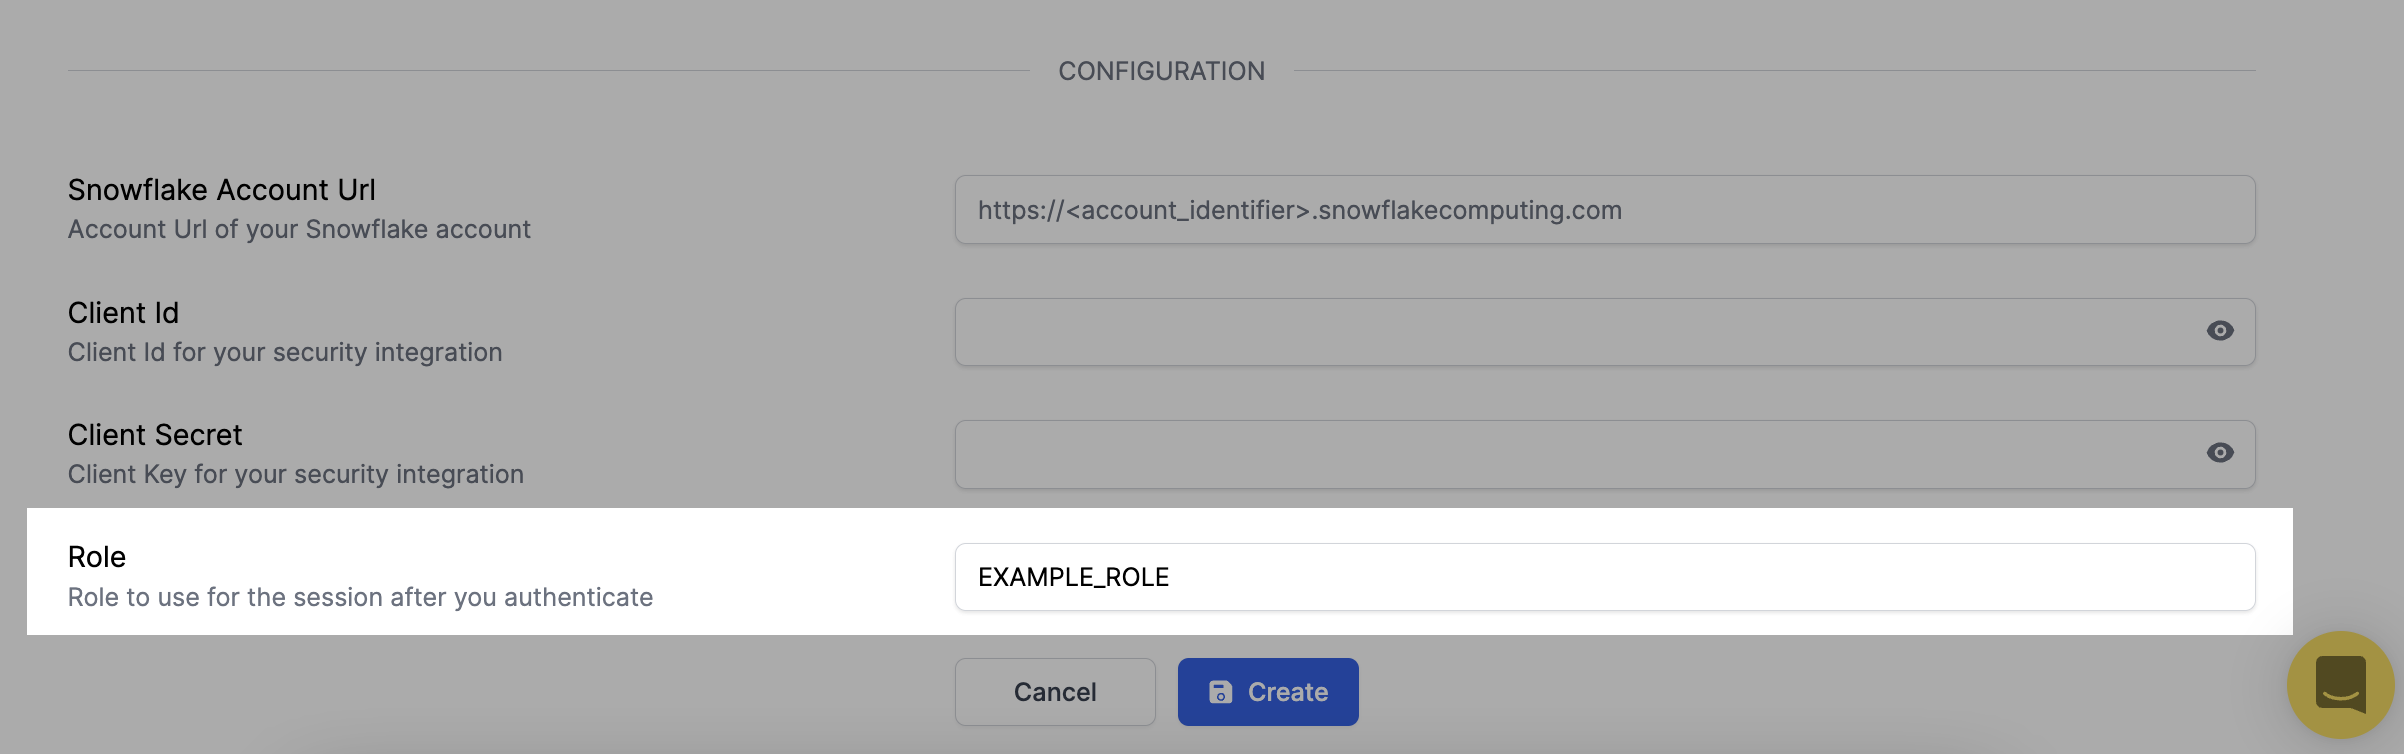 CONFIGURATION
Snowflake Account Url
Account Url of your Snowflake account
https://<account_identifier>.snowflakecomputing.com
Client Id
Client Id for your security integration
Client Secret
Client Key for your security integration
Role
Role to use for the session after you authenticate
EXAMPLE_ROLE
Cancel
Create